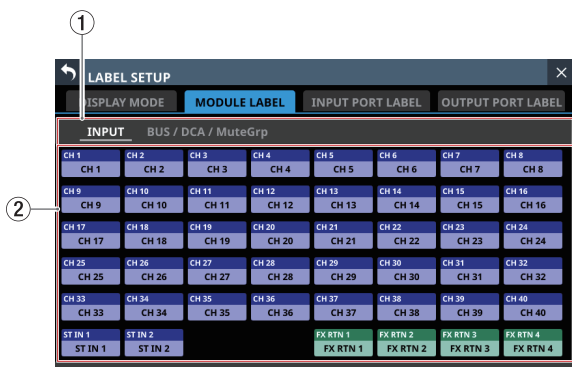 1
LABEL SETUP ×
DISPLAY MODE MODULE LABEL INPUT PORT LABEL OUTPUT PORT LABEL
INPUT BUS / DCA / MuteGrp
2
CH 1 CH 2 CH 3 CH 4 CH 5 CH 6 CH 7 CH 8
CH 1 CH 2 CH 3 CH 4 CH 5 CH 6 CH 7 CH 8
CH 9 CH 10 CH 11 CH 12 CH 13 CH 14 CH 15 CH 16
CH 9 CH 10 CH 11 CH 12 CH 13 CH 14 CH 15 CH 16
CH 17 CH 18 CH 19 CH 20 CH 21 CH 22 CH 23 CH 24
CH 17 CH 18 CH 19 CH 20 CH 21 CH 22 CH 23 CH 24
CH 25 CH 26 CH 27 CH 28 CH 29 CH 30 CH 31 CH 32
CH 25 CH 26 CH 27 CH 28 CH 29 CH 30 CH 31 CH 32
CH 33 CH 34 CH 35 CH 36 CH 37 CH 38 CH 39 CH 40
CH 33 CH 34 CH 35 CH 36 CH 37 CH 38 CH 39 CH 40
ST IN 1 ST IN 2 FX RTN 1 FX RTN 2 FX RTN 3 FX RTN 4
ST IN 1 ST IN 2 FX RTN 1 FX RTN 2 FX RTN 3 FX RTN 4